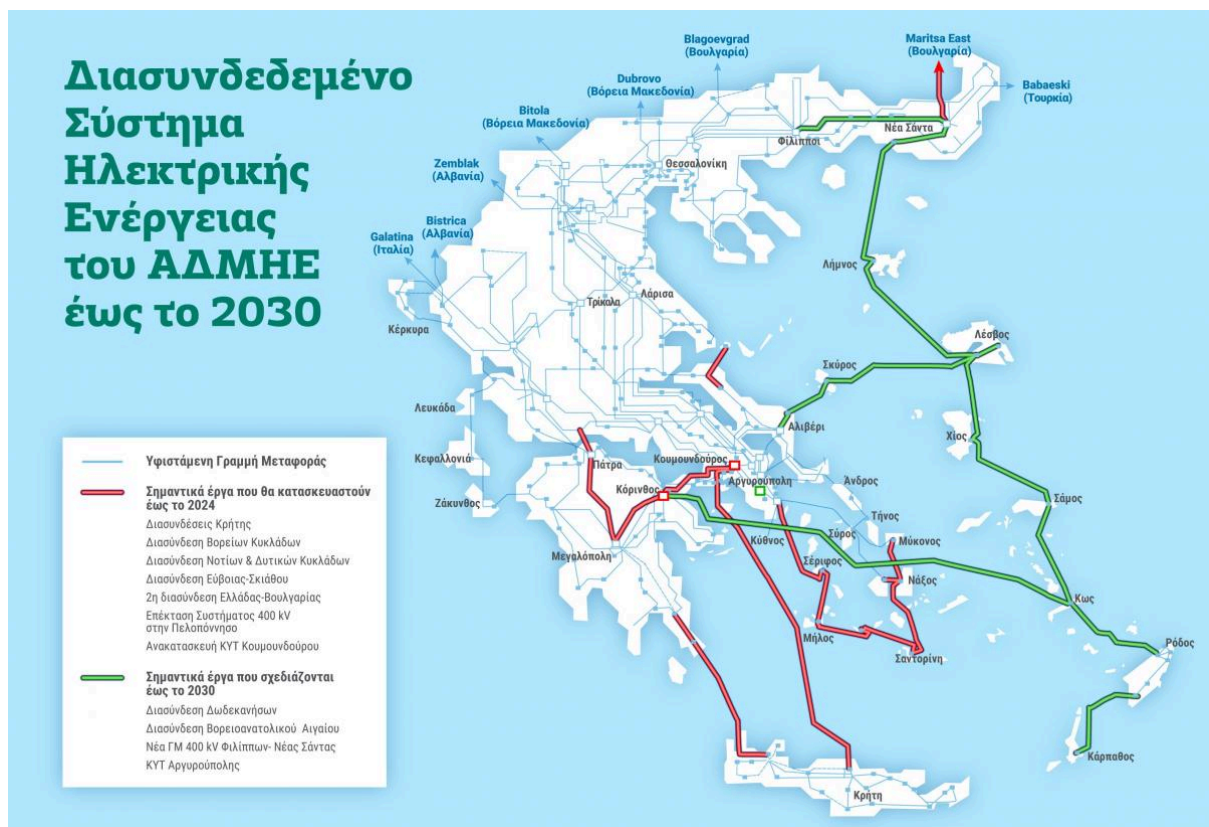 Διασυνδεδεμένο
Σύστημα
Ηλεκτρικής
Ενέργειας
του ΑΔΜΗΕ
έως το 2030
Blagoevgrad
(Βουλγαρία)
Maritsa East
(Βουλγαρία)
Dubrovo
(Βόρεια Μακεδονία)
Babaeski
(Τουρκία)
Bitola
(Βόρεια Μακεδονία)
Zemblak
(Αλβανία)
Bistrica
(Αλβανία)
Galatina
(Ιταλία)
Νέα Σάντα
Φίλιπποι
Θεσσαλονίκη
Λήμνος
Λάρισα
Τρίκαλα
Κέρκυρα
Λέσβος
Σκύρος
Λευκάδα
Αλιβέρι
Χίος
Κεφαλλονιά
Πάτρα
Κουμουνδούρος
Αργυρούπολη
Άνδρος
Κόρινθος
Ζάκυνθος
Σάμος
Τήνος
Σύρος
Μύκονος
Κύθνος
Μεγαλόπολη
Σέριφος
Νάξος
Κως
Μήλος
Σαντορίνη
Ρόδος
Κάρπαθος
Κρήτη
Υφιστάμενη Γραμμή Μεταφοράς
Σημαντικά έργα που θα κατασκευαστούν
έως το 2024
Διασυνδέσεις Κρήτης
Διασύνδεση Βορείων Κυκλάδων
Διασύνδεση Νοτίων & Δυτικών Κυκλάδων
Διασύνδεση Εύβοιας-Σκιάθου
2η διασύνδεση Ελλάδας-Βουλγαρίας
Επέκταση Συστήματος 400 kV
στην Πελοπόννησο
Ανακατασκευή ΚΥΤ Κουμουνδούρου
Σημαντικά έργα που σχεδιάζονται
έως το 2030
Διασύνδεση Δωδεκανήσων
Διασύνδεση Βορειοανατολικού Αιγαίου
Νέα ΓΜ 400 kV Φιλίππων- Νέας Σάντας
ΚΥΤ Αργυρούπολης